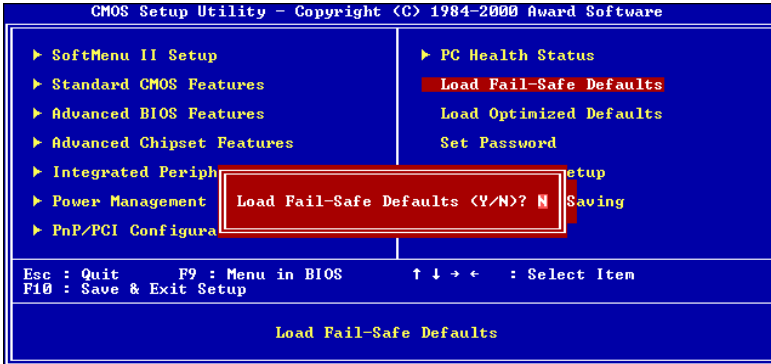 CMOS Setup Utility – Copyright (C) 1984-2000 Award Software
SoftMenu II Setup
Standard CMOS Features
Advanced BIOS Features
Advanced Chipset Features
Integrated Periph
Power Management
PnP/PCI Configura
PC Health Status
Load Fail-Safe Defaults
Load Optimized Defaults
Set Password
etup
Saving
Load Fail-Safe Defaults (Y/N)? N
Esc : Quit F9 : Menu in BIOS ↑ ↓ → ← : Select Item
F10 : Save & Exit Setup
Load Fail-Safe Defaults